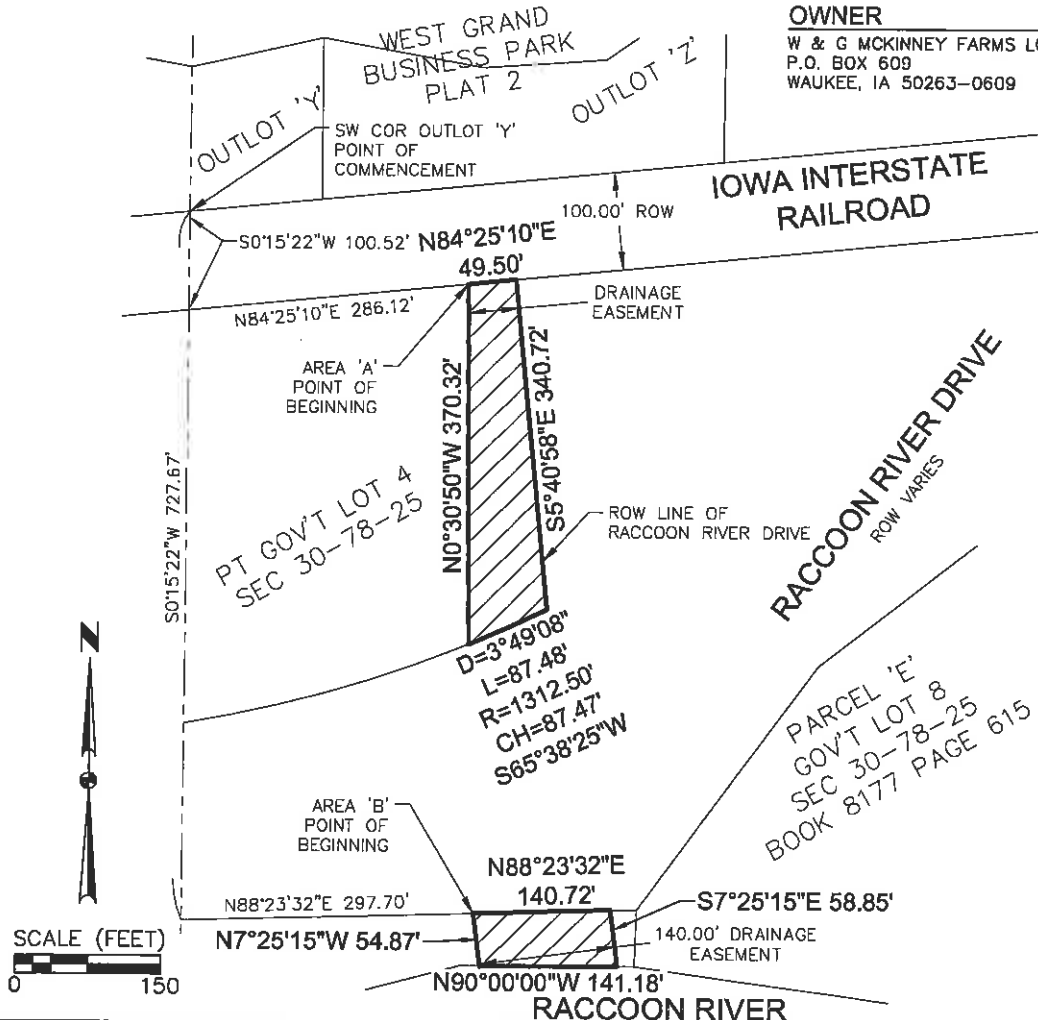 OWNER
W & G MCKINNEY FARMS
P.O. BOX 609
WAUKEE, IA 50263-0609
WEST GRAND
BUSINESS PARK
PLAT 2
OUTLOT 'Y'
OUTLOT 'Z'
SW COR OUTLOT 'Y'
POINT OF
COMMENCEMENT
IOWA INTERSTATE
RAILROAD
100.00' ROW
S0°15'22"W 100.52'
N84°25'10"E
49.50'
N84°25'10"E 286.12'
DRAINAGE
EASEMENT
AREA 'A'
POINT OF
BEGINNING
N0°30'50"W 370.32'
S5°40'58"E 340.72'
S0°15'22"W 727.67'
PT GOV'T LOT 4
SEC 30-78-25
ROW LINE OF
RACCOON RIVER DRIVE
RACCOON RIVER DRIVE
ROW VARIES
D=3°49'08"
L=87.48'
R=1312.50'
CH=87.47'
S65°38'25"W
PARCEL 'E'
GOV'T LOT 8
SEC 30-78-25
BOOK 8177 PAGE 615
N
AREA 'B'
POINT OF
BEGINNING
N88°23'32"E
140.72'
N88°23'32"E 297.70'
S7°25'15"E 58.85'
N7°25'15"W 54.87'
140.00' DRAINAGE
EASEMENT
N90°00'00"W 141.18'
RACCOON RIVER
SCALE (FEET)
0 150